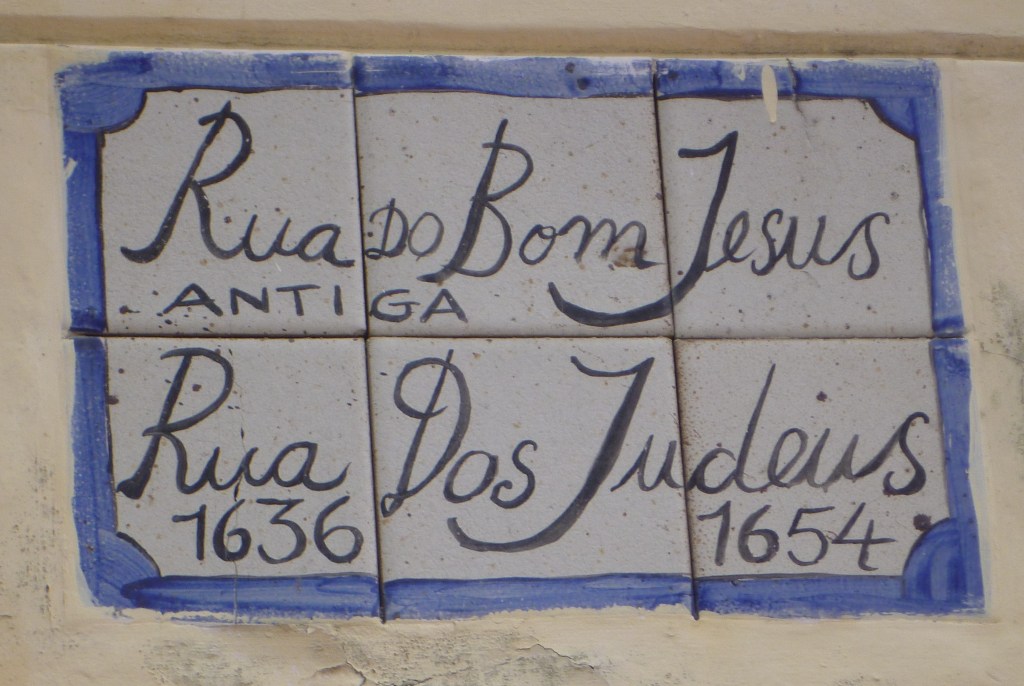 Rua DO Bom Jesus
ANTIGA
Rua Dos Judeus
1636 1654